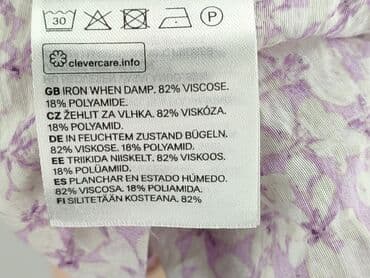 30 P
clevercare.info
GB IRON WHEN DAMP. 82% VISCOSE.
18% POLYAMIDE.
CZ ŽEHLIT ZA VLHKA. 82% VISKÓZA.
18% POLYAMID.
DE IN FEUCHTEM ZUSTAND BÜGELN.
82% VISKOSE. 18% POLYAMID.
EE TRIIKIDA NIISKELT. 82% VISKOOS.
18% POLÜAMIID.
ES PLANCHAR EN ESTADO HÚMEDO.
82% VISCOSA. 18% POLIAMIDA.
FI SILITETÄÄN KOSTEANA. 82%